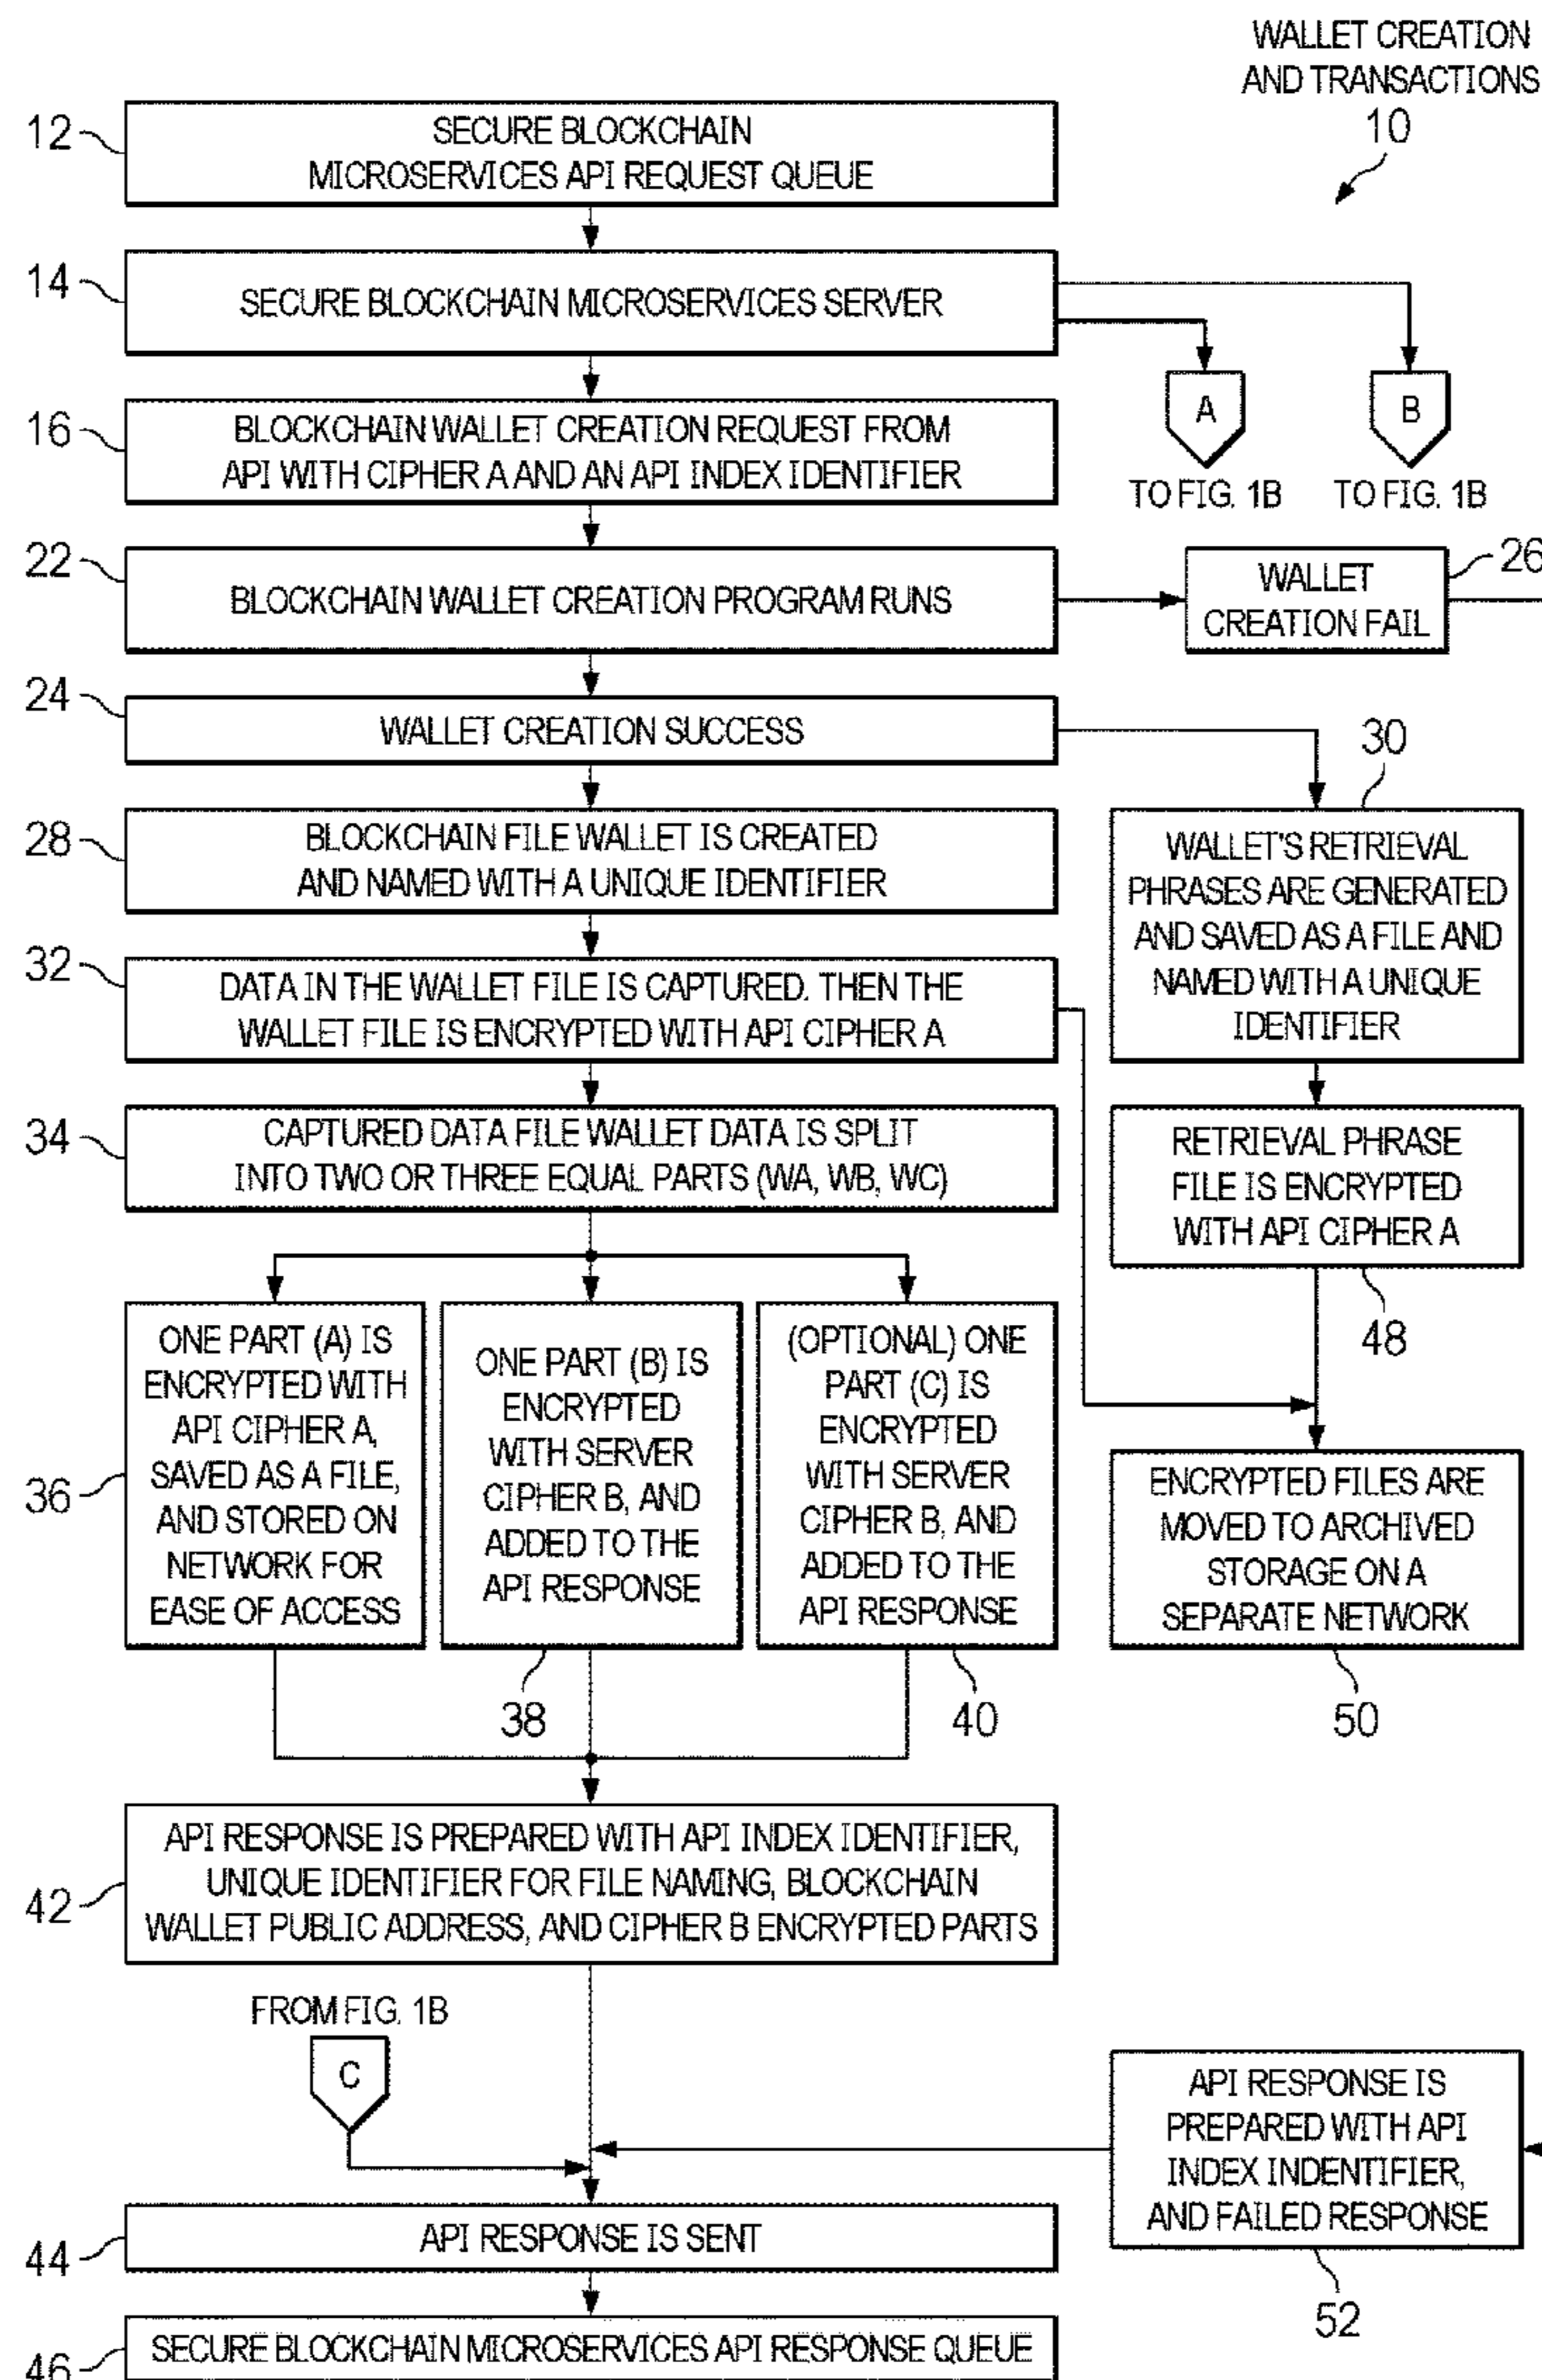 WALLET CREATION
AND TRANSACTIONS
10
12
SECURE BLOCKCHAIN
MICROSERVICES API REQUEST QUEUE
14
SECURE BLOCKCHAIN MICROSERVICES SERVER
A
B
TO FIG. 1B
TO FIG. 1B
16
BLOCKCHAIN WALLET CREATION REQUEST FROM
API WITH CIPHER A AND AN API INDEX IDENTIFIER
22
BLOCKCHAIN WALLET CREATION PROGRAM RUNS
WALLET
CREATION FAIL
26
24
WALLET CREATION SUCCESS
28
BLOCKCHAIN FILE WALLET IS CREATED
AND NAMED WITH A UNIQUE IDENTIFIER
30
WALLET'S RETRIEVAL
PHRASES ARE GENERATED
AND SAVED AS A FILE AND
NAMED WITH A UNIQUE
IDENTIFIER
32
DATA IN THE WALLET FILE IS CAPTURED. THEN THE
WALLET FILE IS ENCRYPTED WITH API CIPHER A
34
CAPTURED DATA FILE WALLET DATA IS SPLIT
INTO TWO OR THREE EQUAL PARTS (WA, WB, WC)
RETRIEVAL PHRASE
FILE IS ENCRYPTED
WITH API CIPHER A
48
36
ONE PART (A) IS
ENCRYPTED WITH
API CIPHER A,
SAVED AS A FILE,
AND STORED ON
NETWORK FOR
EASE OF ACCESS
ONE PART (B) IS
ENCRYPTED
WITH SERVER
CIPHER B, AND
ADDED TO THE
API RESPONSE
38
(OPTIONAL) ONE
PART (C) IS
ENCRYPTED
WITH SERVER
CIPHER B, AND
ADDED TO THE
API RESPONSE
40
ENCRYPTED FILES ARE
MOVED TO ARCHIVED
STORAGE ON A
SEPARATE NETWORK
50
42
API RESPONSE IS PREPARED WITH API INDEX IDENTIFIER,
UNIQUE IDENTIFIER FOR FILE NAMING, BLOCKCHAIN
WALLET PUBLIC ADDRESS, AND CIPHER B ENCRYPTED PARTS
FROM FIG. 1B
C
API RESPONSE IS
PREPARED WITH API
INDEX INDENTIFIER,
AND FAILED RESPONSE
52
44
API RESPONSE IS SENT
46
SECURE BLOCKCHAIN MICROSERVICES API RESPONSE QUEUE